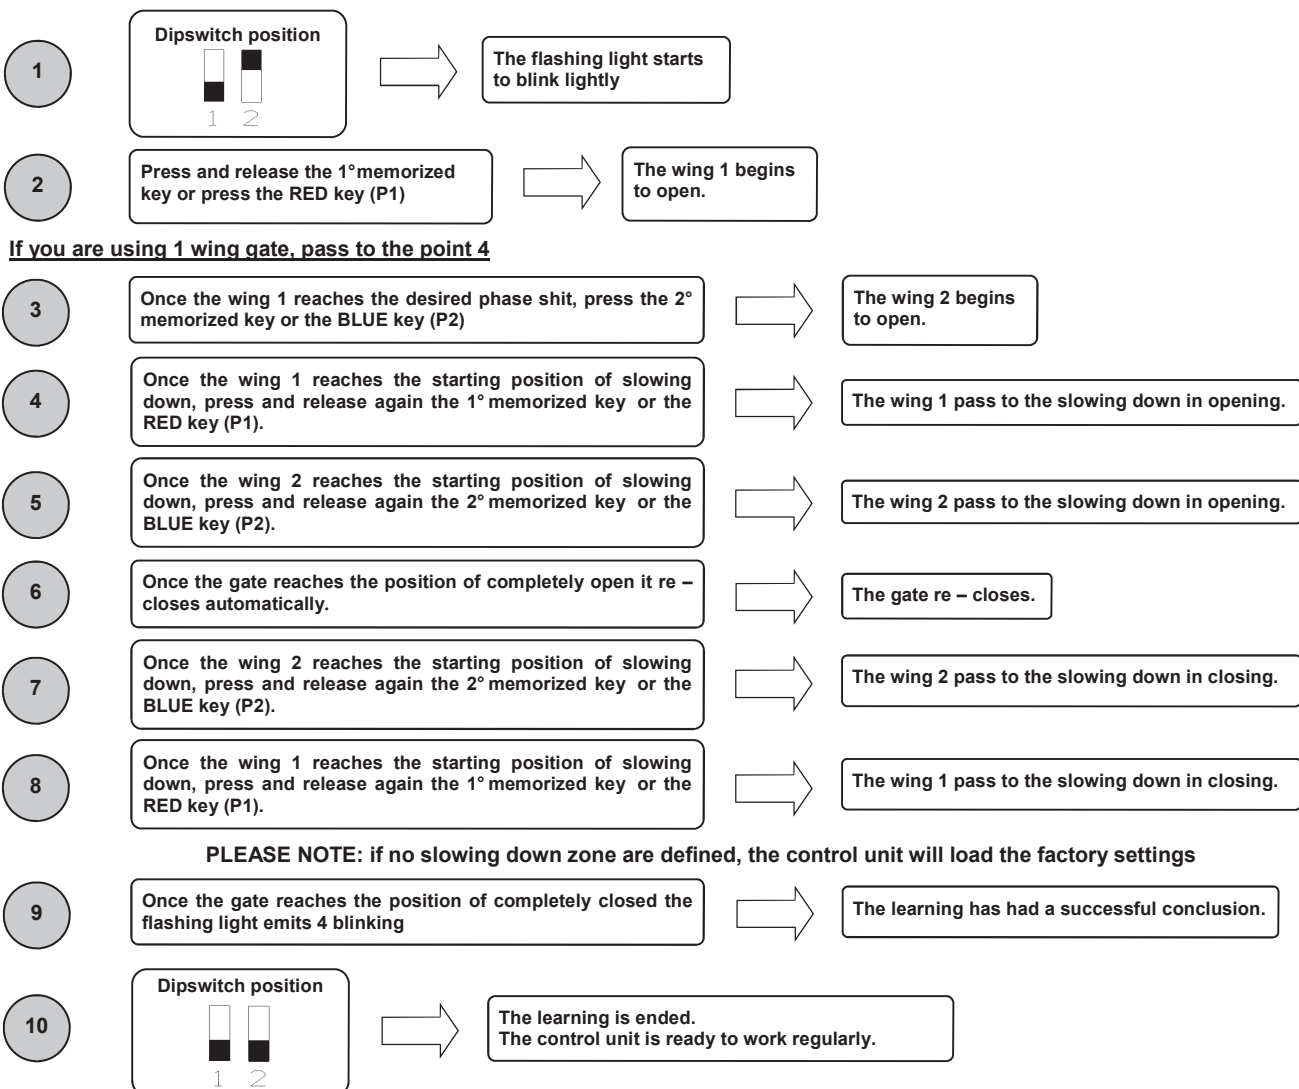 1
Dipswitch position
1 2
The flashing light starts
to blink lightly
2
Press and release the 1° memorized
key or press the RED key (P1)
The wing 1 begins
to open.
If you are using 1 wing gate, pass to the point 4
3
Once the wing 1 reaches the desired phase shit, press the 2°
memorized key or the BLUE key (P2)
The wing 2 begins
to open.
4
Once the wing 1 reaches the starting position of slowing
down, press and release again the 1° memorized key or the
RED key (P1).
The wing 1 pass to the slowing down in opening.
5
Once the wing 2 reaches the starting position of slowing
down, press and release again the 2° memorized key or the
BLUE key (P2).
The wing 2 pass to the slowing down in opening.
6
Once the gate reaches the position of completely open it re –
closes automatically.
The gate re – closes.
7
Once the wing 2 reaches the starting position of slowing
down, press and release again the 2° memorized key or the
BLUE key (P2).
The wing 2 pass to the slowing down in closing.
8
Once the wing 1 reaches the starting position of slowing
down, press and release again the 1° memorized key or the
RED key (P1).
The wing 1 pass to the slowing down in closing.
PLEASE NOTE: if no slowing down zone are defined, the control unit will load the factory settings
9
Once the gate reaches the position of completely closed the
flashing light emits 4 blinking
The learning has had a successful conclusion.
10
Dipswitch position
1 2
The learning is ended.
The control unit is ready to work regularly.